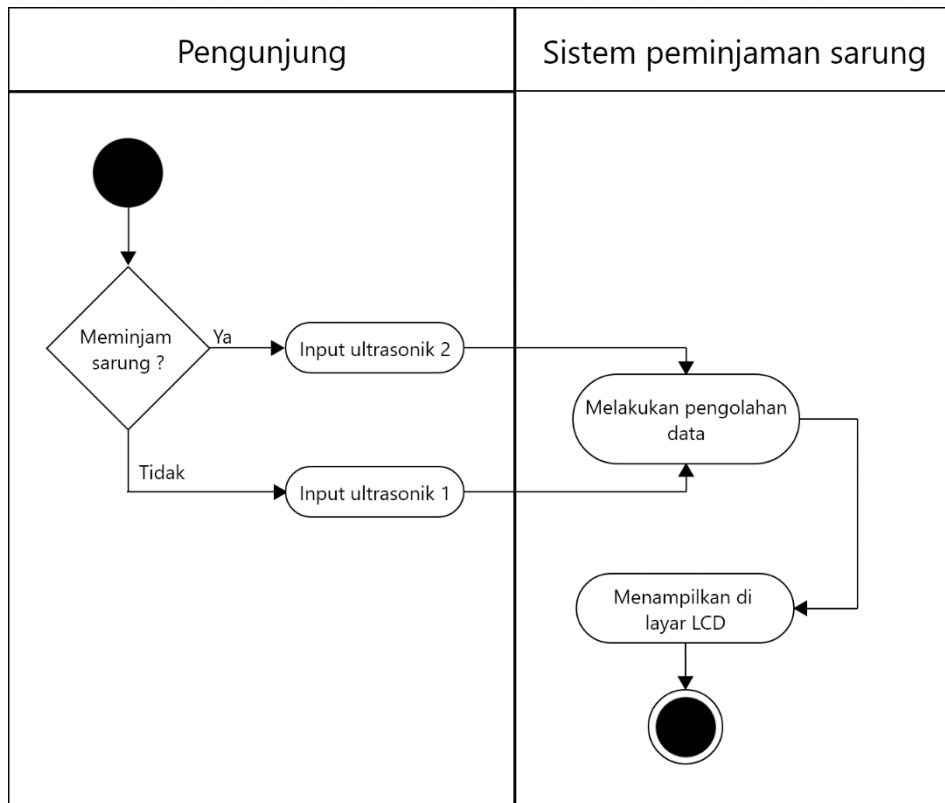 Pengunjung
Sistem peminjaman sarung
Meminjam
sarung ?
Ya
Input ultrasonik 2
Melakukan pengolahan
data
Tidak
Input ultrasonik 1
Menampilkan di
layar LCD